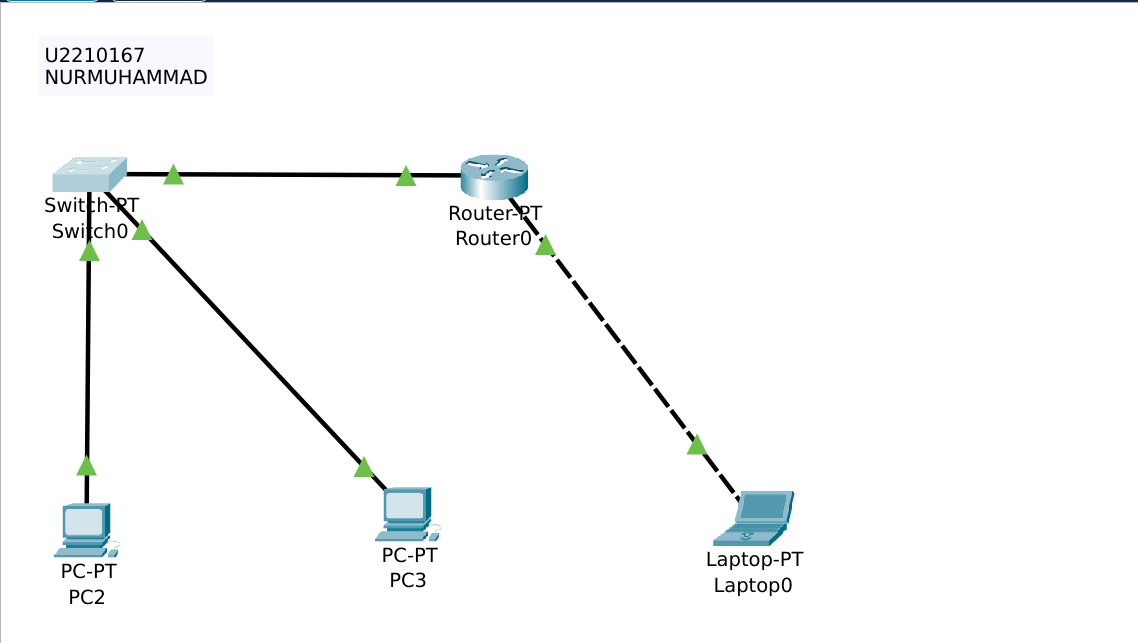 U2210167
NURMUHAMMAD
Switch-PT
Switch0
Router-PT
Router0
PC-PT
PC2
PC-PT
PC3
Laptop-PT
Laptop0